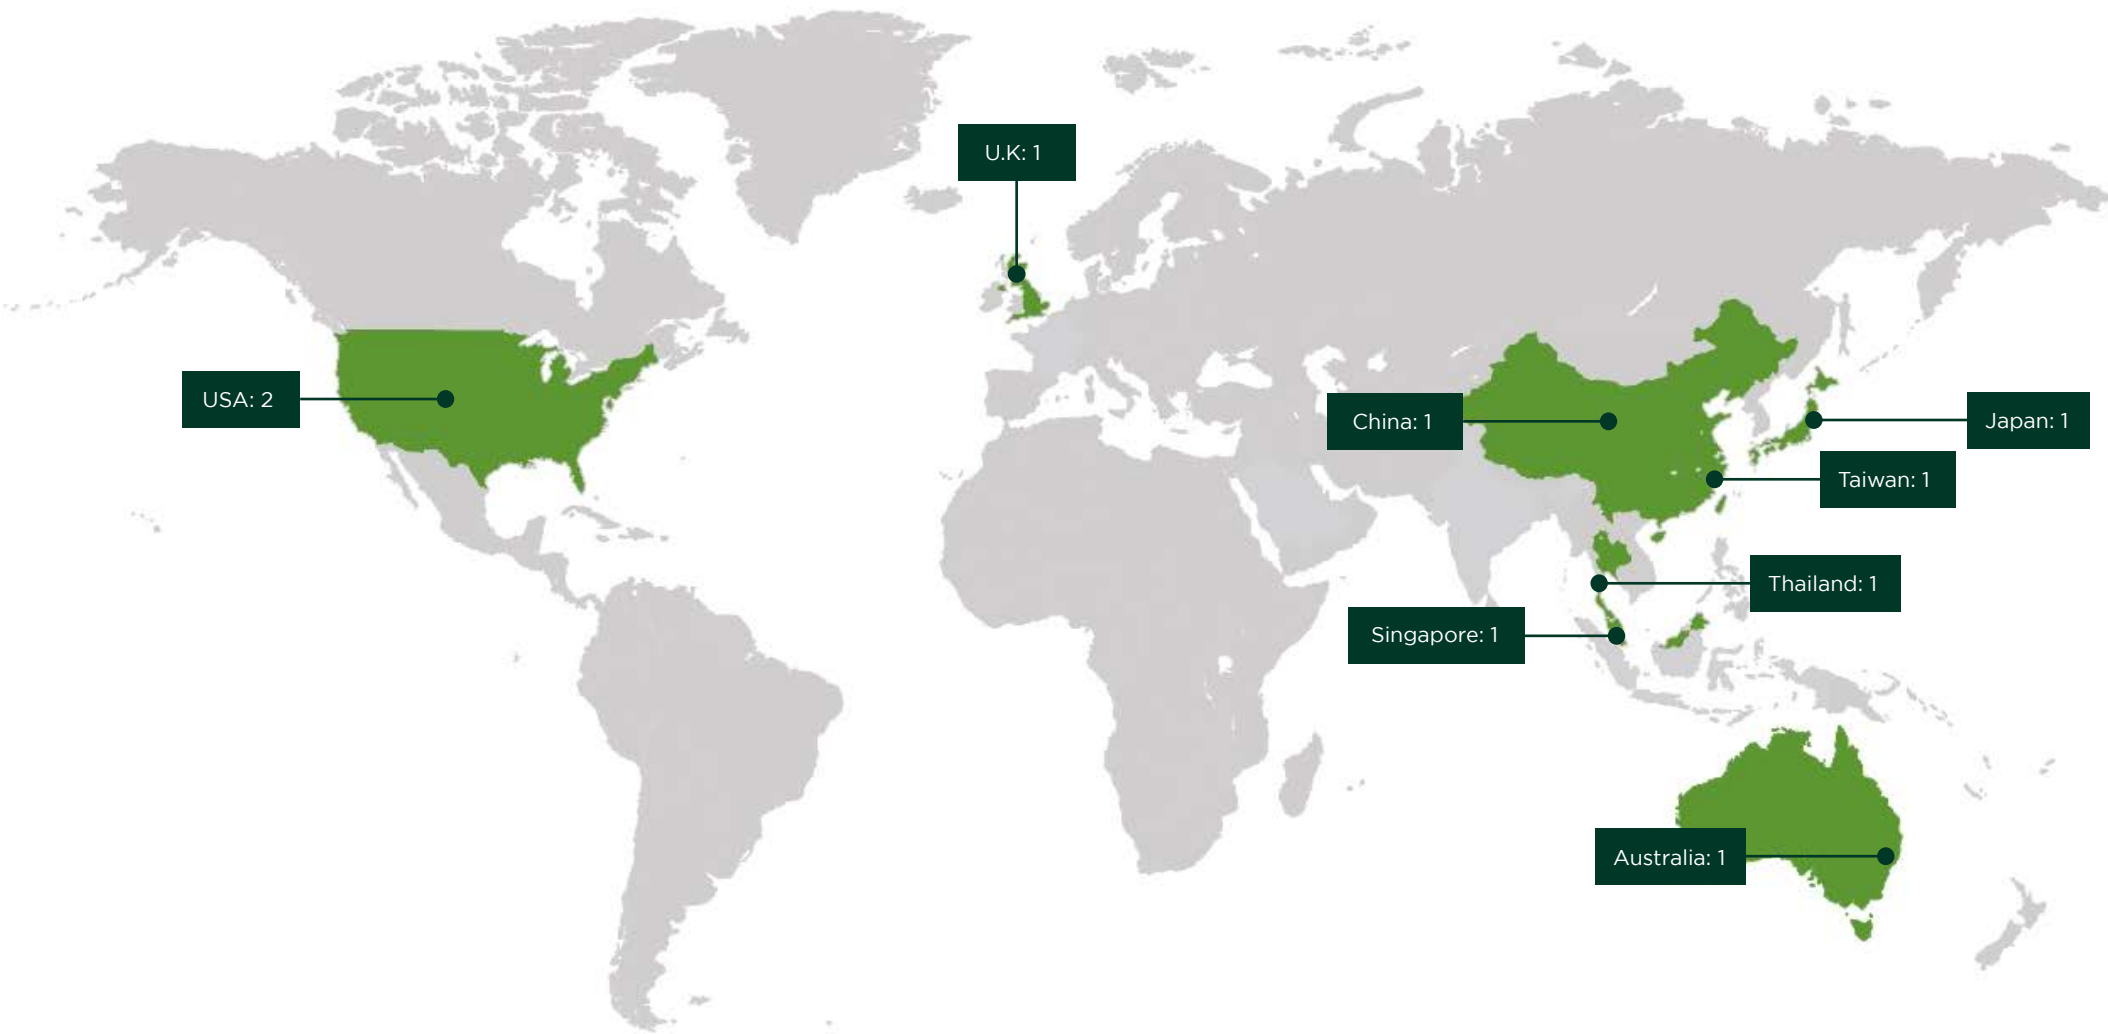 U.K: 1
USA: 2
China: 1
Japan: 1
Taiwan: 1
Thailand: 1
Singapore: 1
Australia: 1